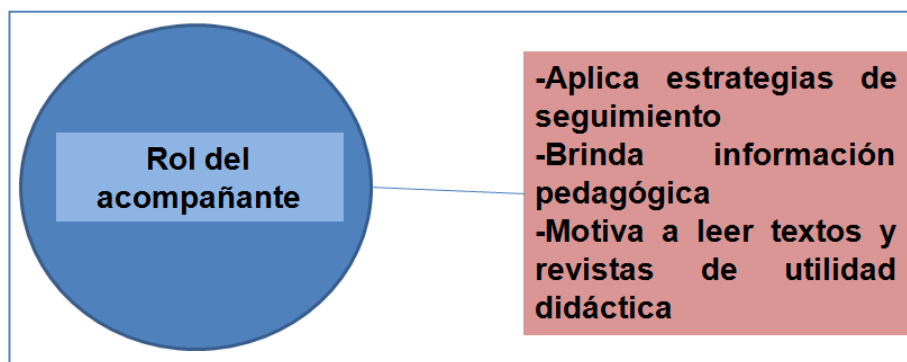 Rol del
acompañante
-Aplica estrategias de
seguimiento
-Brinda información
pedagógica
-Motiva a leer textos y
revistas de utilidad
didáctica